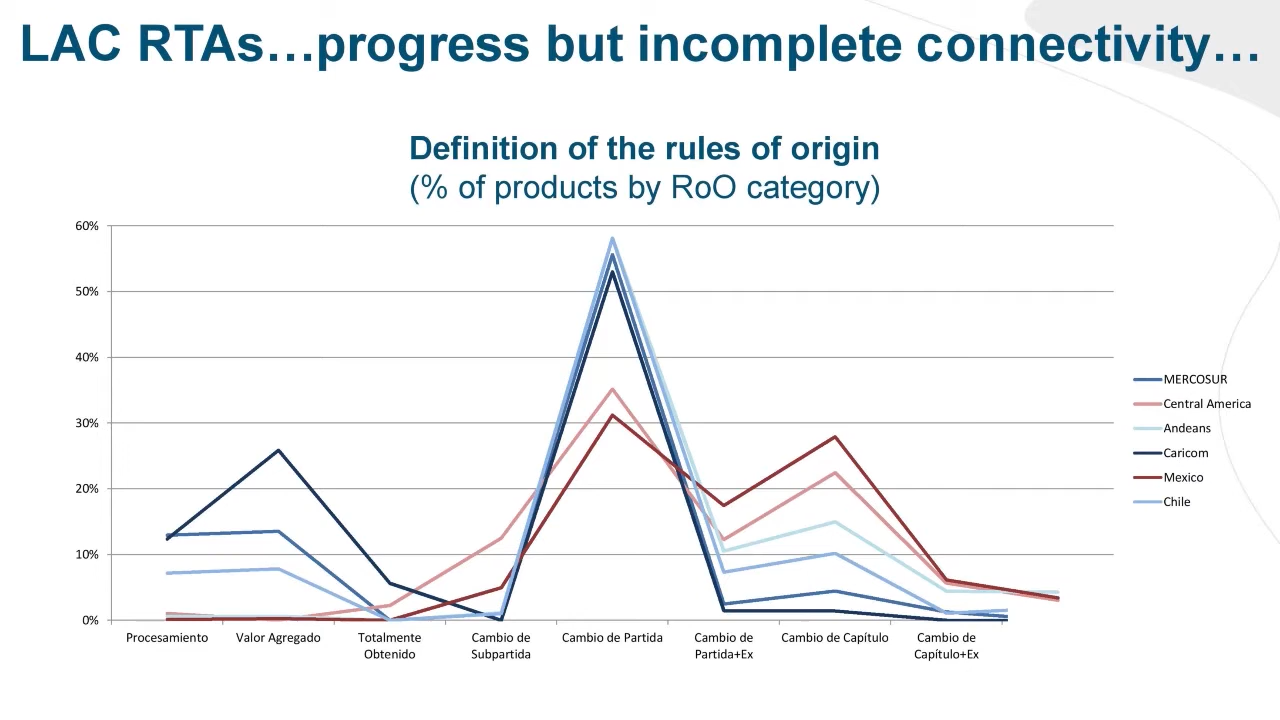 LAC RTAs…progress but incomplete connectivity…
Definition of the rules of origin
(% of products by RoO category)
60%
50%
40%
30%
20%
10%
0%
MERCOSUR
Central America
Andeans
Caricom
Mexico
Chile
Procesamiento
Valor Agregado
Totalmente
Obtenido
Cambio de
Subpartida
Cambio de Partida
Cambio de
Partida+Ex
Cambio de Capítulo
Cambio de
Capítulo+Ex